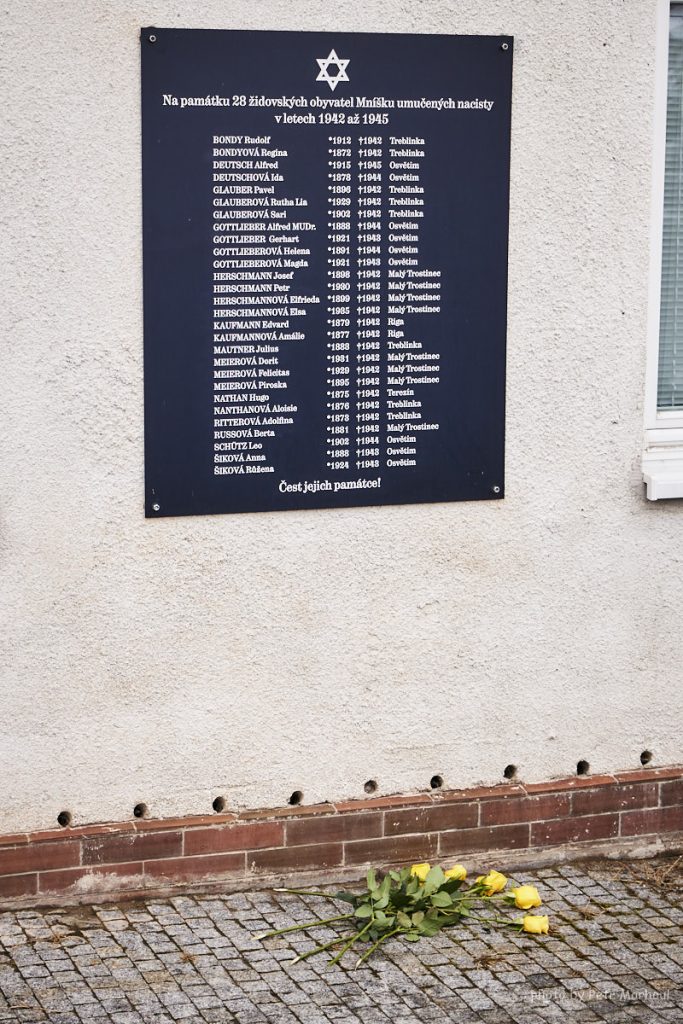 Na památku 28 židovských obyvatel Mníšku umučených nacisty
v letech 1942 až 1945
BONDY Rudolf *1912 †1942 Treblinka
BONDYOVÁ Regina *1872 †1942 Treblinka
DEUTSCH Alfred *1915 †1945 Osvětim
DEUTSCHOVÁ Ida *1878 †1944 Osvětim
GLAUBER Pavel *1896 †1942 Treblinka
GLAUBEROVÁ Rutha Lia *1929 †1942 Treblinka
GLAUBEROVÁ Sari *1902 †1942 Treblinka
GOTTLIEBER Alfred MUDr. *1888 †1944 Osvětim
GOTTLIEBER Gerhart *1921 †1943 Osvětim
GOTTLIEBEROVÁ Helena *1891 †1944 Osvětim
GOTTLIEBEROVÁ Magda *1921 †1943 Osvětim
HERSCHMANN Josef *1898 †1942 Malý Trostinec
HERSCHMANN Petr *1930 †1942 Malý Trostinec
HERSCHMANNOVÁ Elfrieda *1899 †1942 Malý Trostinec
HERSCHMANNOVÁ Elsa *1935 †1942 Malý Trostinec
KAUFMANN Edvard *1879 †1942 Riga
KAUFMANNOVÁ Amálie *1877 †1942 Riga
MAUTNER Julius *1888 †1942 Treblinka
MEIEROVÁ Dorit *1931 †1942 Malý Trostinec
MEIEROVÁ Felicitas *1929 †1942 Malý Trostinec
MEIEROVÁ Piroska *1895 †1942 Malý Trostinec
NATHAN Hugo *1875 †1942 Terezín
NANTHANOVÁ Aloisie *1876 †1942 Treblinka
RITTEROVÁ Adolfina *1873 †1942 Treblinka
RUSSOVÁ Berta *1881 †1942 Malý Trostinec
SCHÜTZ Leo *1902 †1944 Osvětim
ŠIKOVÁ Anna *1888 †1943 Osvětim
ŠIKOVÁ Růžena *1924 †1943 Osvětim
Čest jejich památce!
photo by Pete Marhoul